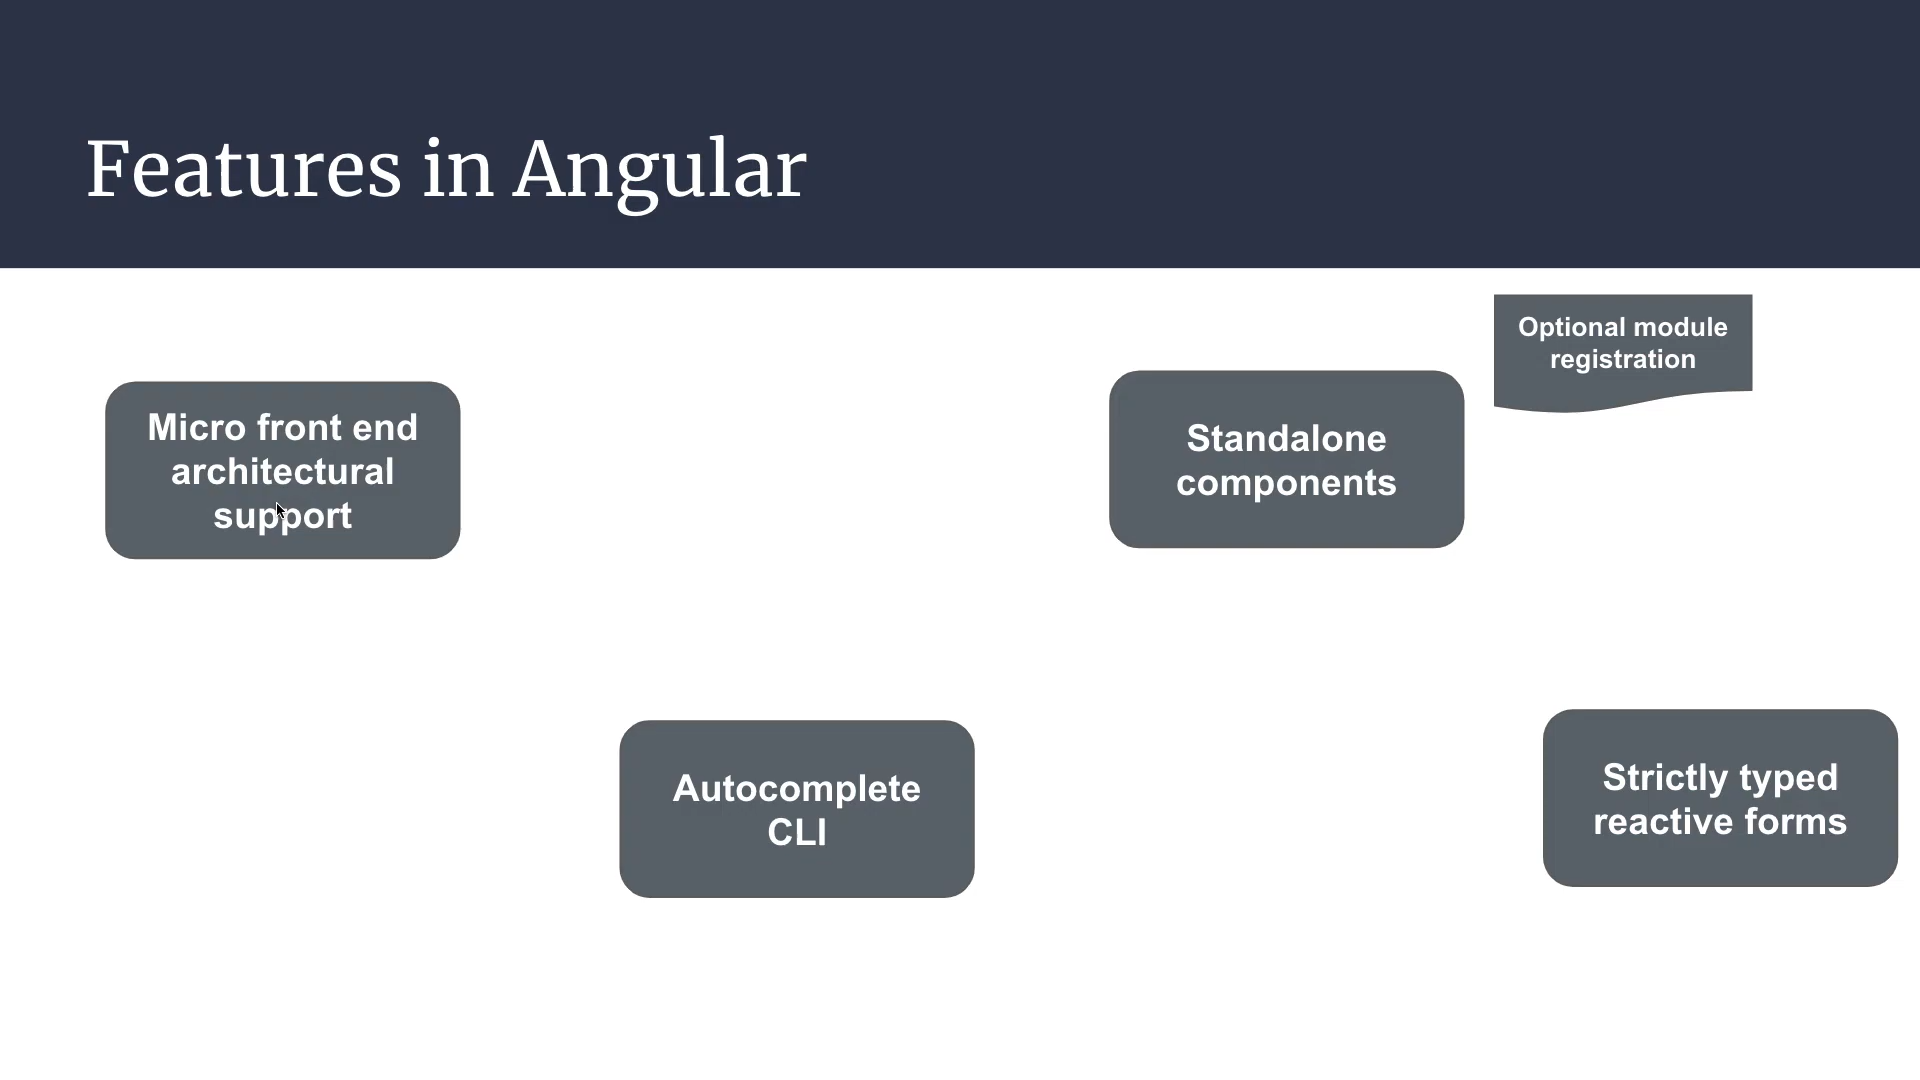 Features in Angular
Optional module
registration
Micro front end
architectural
support
Standalone
components
Autocomplete
CLI
Strictly typed
reactive forms